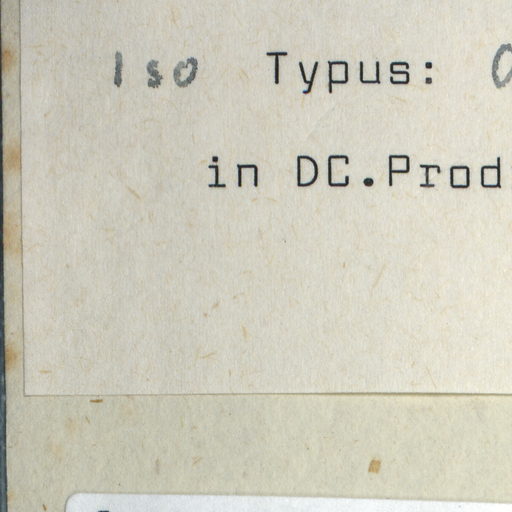 Iso Typus:
in DC.Prod